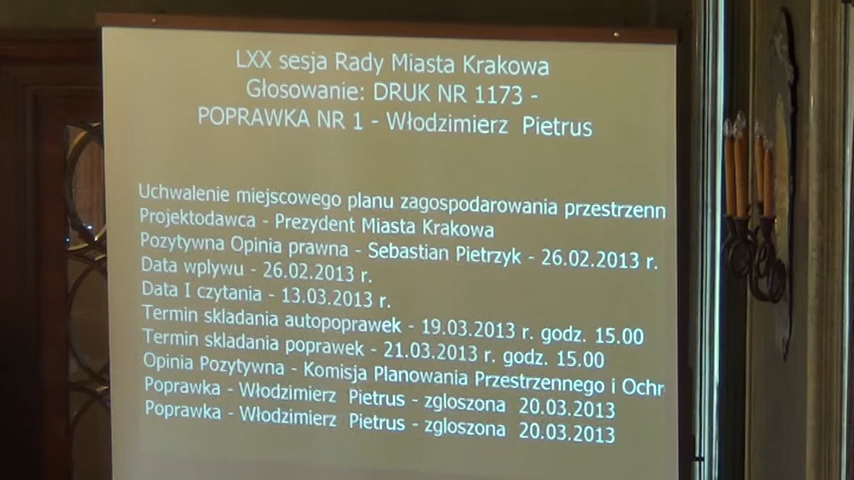 LXX sesja Rady Miasta Krakowa
Głosowanie: DRUK NR 1173 -
POPRAWKA NR 1 - Włodzimierz Pietrus
Uchwalenie miejscowego planu zagospodarowania przestrzenn
Projektodawca - Prezydent Miasta Krakowa
Pozytywna Opinia prawna - Sebastian Pietrzyk - 26.02.2013 r.
Data wpływu - 26.02.2013 r.
Data I czytania - 13.03.2013 r.
Termin skladania autopoprawek - 19.03.2013 r. godz. 15.00
Termin skladania poprawek - 21.03.2013 r. godz. 15.00
Opinia Pozytywna - Komisja Planowania Przestrzennego i Ochr
Poprawka - Włodzimierz Pietrus - zgloszona 20.03.2013
Poprawka - Włodzimierz Pietrus - zgloszona 20.03.2013